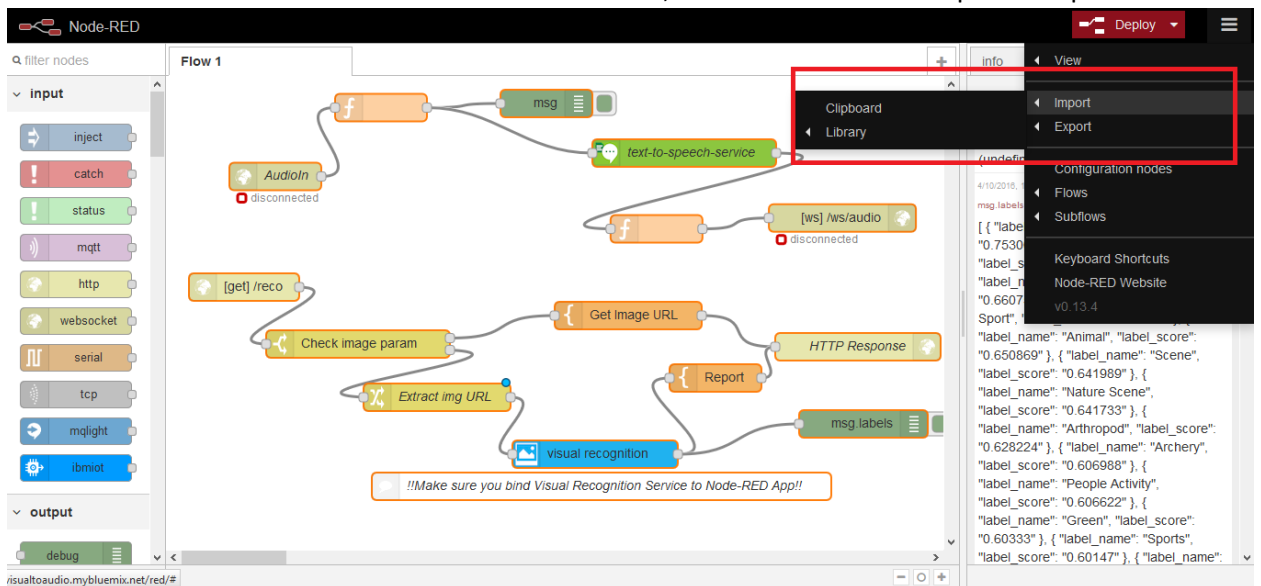 Node-RED
Deploy
filter nodes
Flow 1
info
input
inject
catch
status
mqtt
http
websocket
serial
tcp
mqlight
ibmiot
output
debug
f
msg
text-to-speech-service
AudioIn
disconnected
f
[ws] /ws/audio
disconnected
[get] /reco
Check image param
Get Image URL
HTTP Response
Report
Extract img URL
msg.labels
visual recognition
!!Make sure you bind Visual Recognition Service to Node-RED App!!
View
Clipboard
Library
Import
Export
Configuration nodes
Flows
Subflows
Keyboard Shortcuts
Node-RED Website
v0.13.4
4/10/2016, 1
msg.labels
[ { "labe
"0.7530
"label_s
"label_n
"0.6607
Sport",
"label_name": "Animal", "label_score":
"0.650869" }, { "label_name": "Scene",
"label_score": "0.641989" }, {
"label_name": "Nature Scene",
"label_score": "0.641733" }, {
"label_name": "Arthropod", "label_score":
"0.628224" }, { "label_name": "Archery",
"label_score": "0.606988" }, {
"label_name": "People Activity",
"label_score": "0.606622" }, {
"label_name": "Green", "label_score":
"0.60333" }, { "label_name": "Sports",
"label_score": "0.60147" }, { "label_name":
visualtoaudio.mybluemix.net/red/#